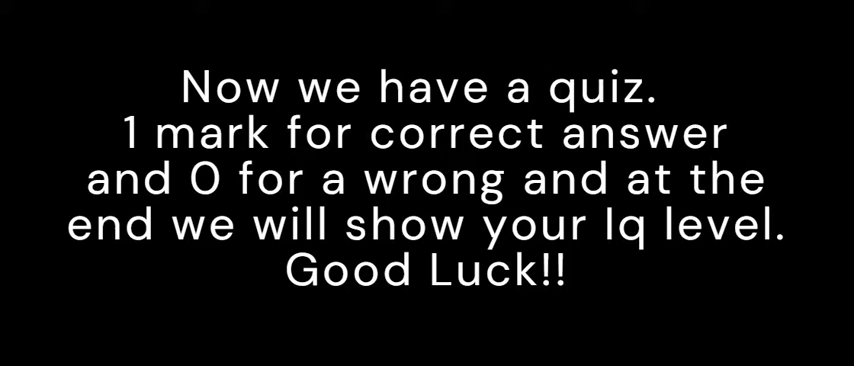 Now we have a quiz.
1 mark for correct answer
and 0 for a wrong and at the
end we will show your Iq level.
Good Luck!!